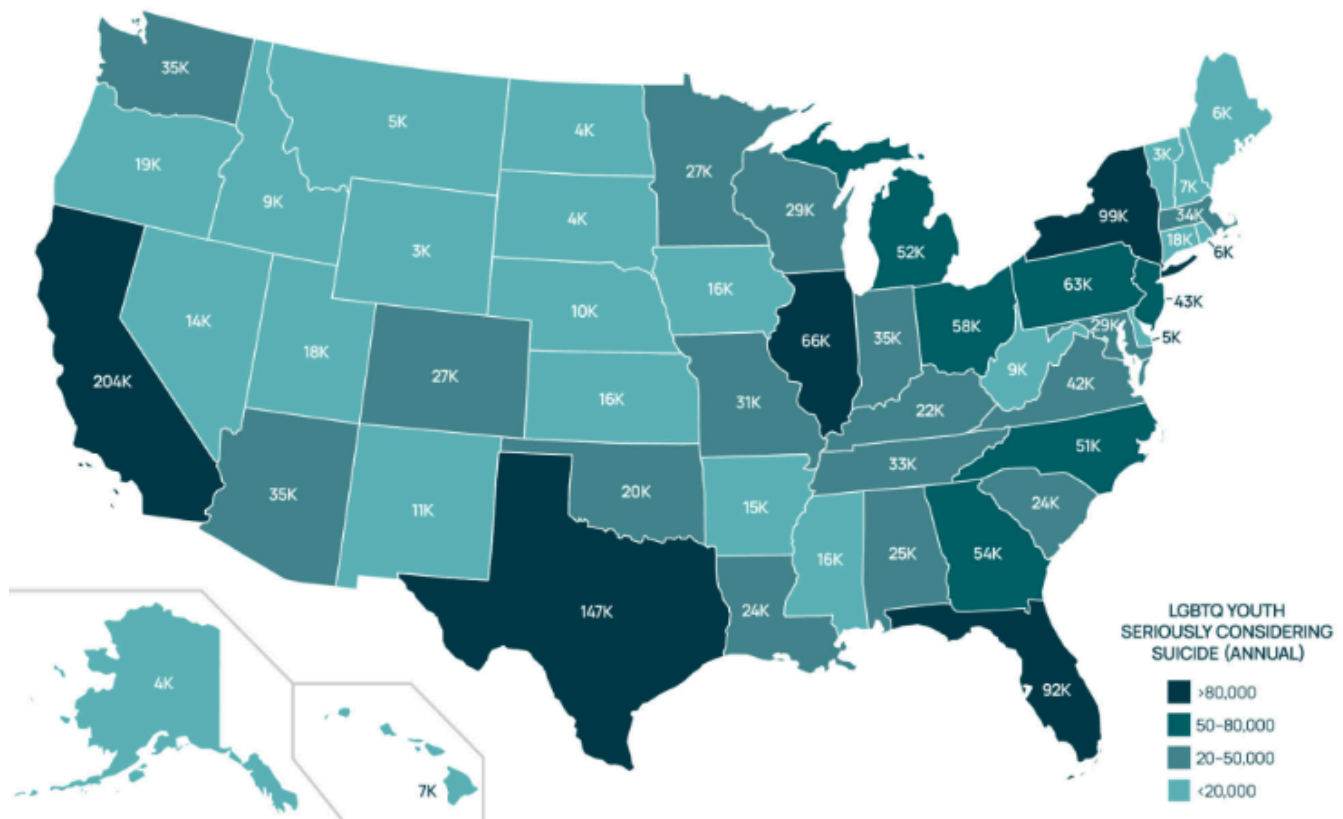 35K
5K
4K
6K
19K
9K
27K
3K
7K
4K
29K
99K
34K
3K
52K
18K
6K
16K
63K
14K
10K
43K
18K
66K
35K
58K
29K
5K
204K
27K
9K
16K
31K
42K
22K
51K
33K
35K
11K
20K
15K
24K
16K
25K
54K
147K
24K
LGBTQ YOUTH
SERIOUSLY CONSIDERING
SUICIDE (ANNUAL)
4K
92K
>80,000
50-80,000
20-50,000
7K
<20,000